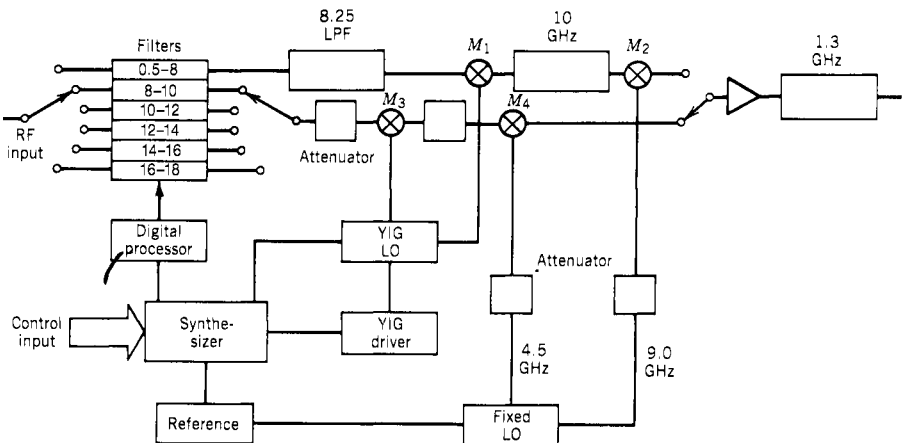 8.25
LPF
10
GHz
1.3
GHz
Filters
M1
M2
0.5–8
8–10
10–12
12–14
14–16
16–18
RF
input
Attenuator
M3
M4
Digital
processor
YIG
LO
Attenuator
Control
input
Synthe-
sizer
YIG
driver
4.5
GHz
9.0
GHz
Reference
Fixed
LO